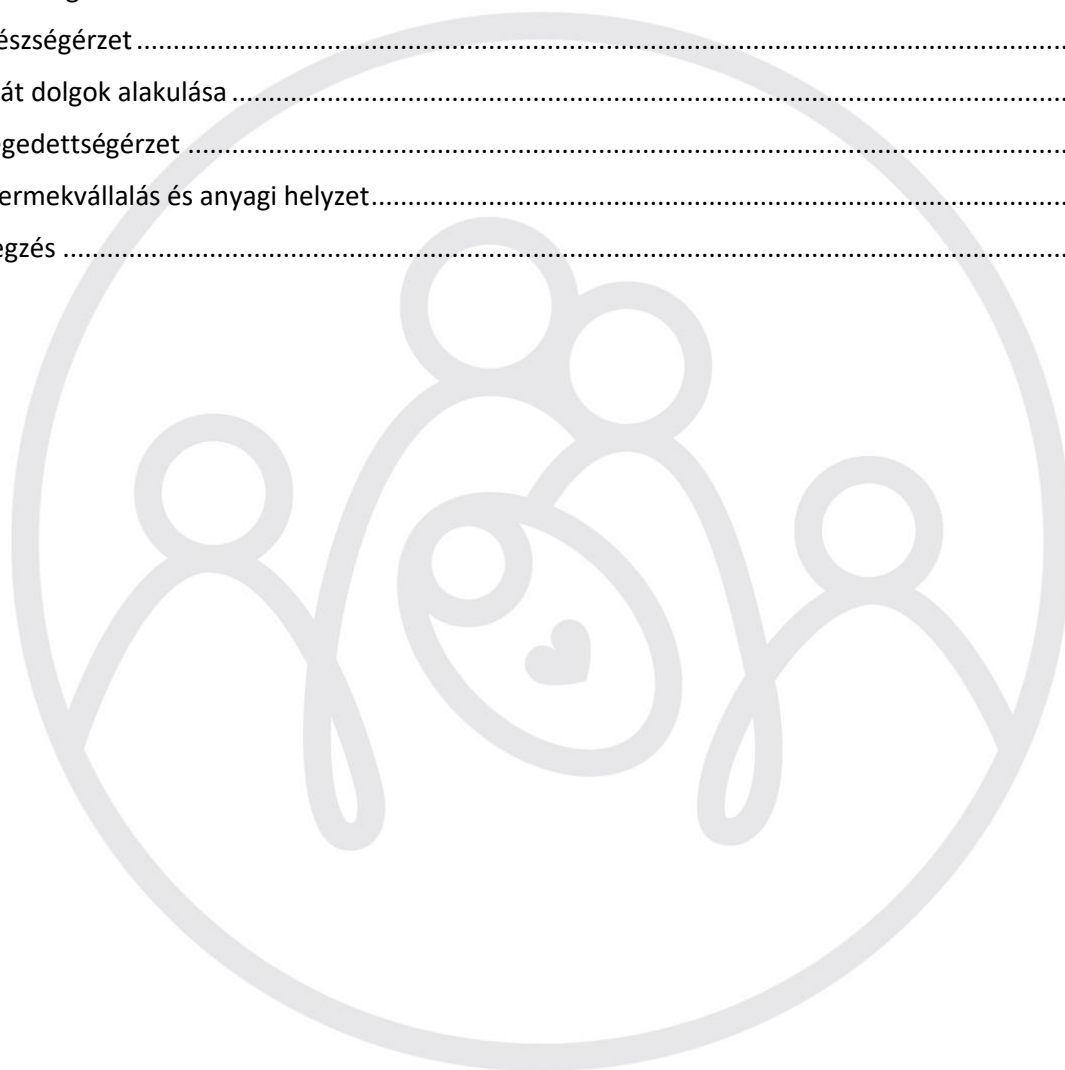 észségérzet
át dolgok alakulása
gedettségérzet
ermekvállalás és anyagi helyzet
egzés